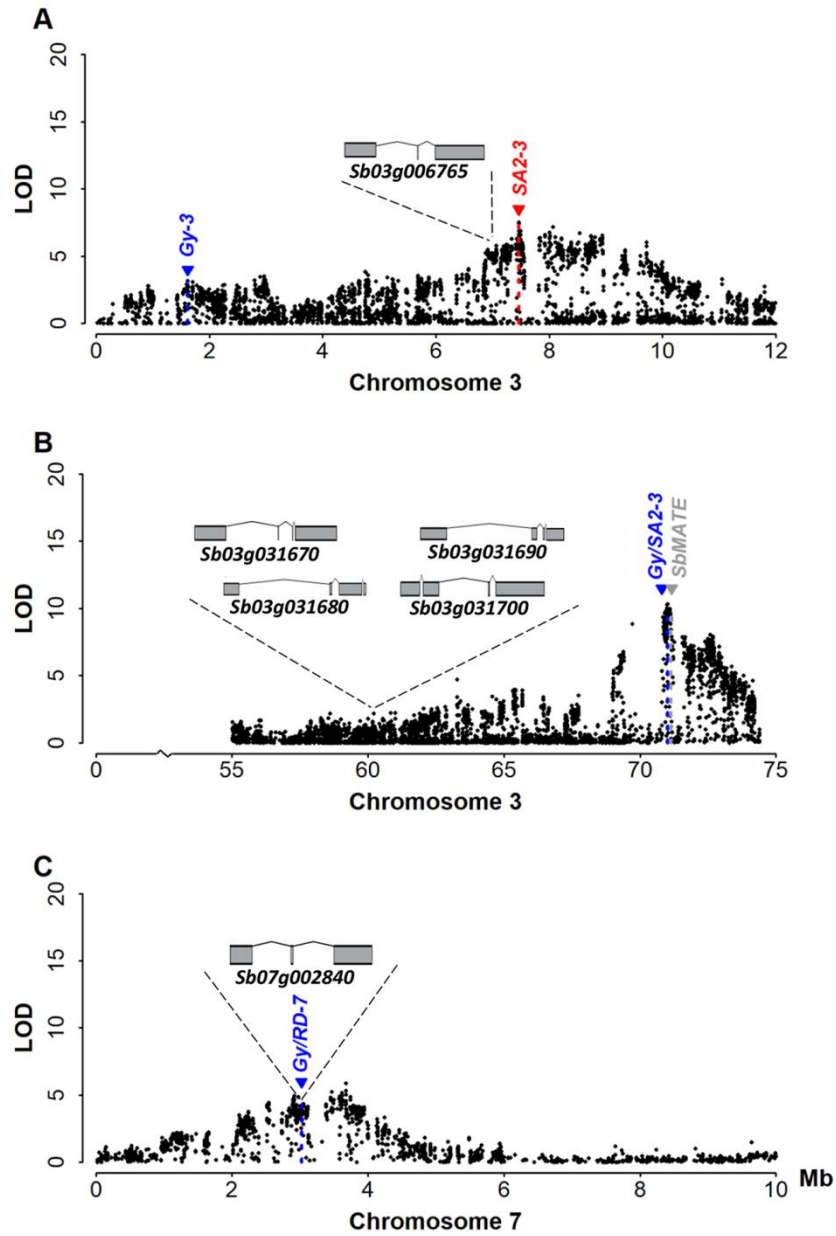 A
LOD
20
15
10
5
0
Sb03g006765
Gy-3
SA2-3
0 2 4 6 8 10 12
Chromosome 3
B
LOD
20
15
10
5
0
Sb03g031670
Sb03g031690
Sb03g031680
Sb03g031700
Gy/SA2-3
SbMATE
0 55 60 65 70 75
Chromosome 3
C
LOD
20
15
10
5
0
Sb07g002840
Gy/RD-7
0 2 4 6 8 10 Mb
Chromosome 7